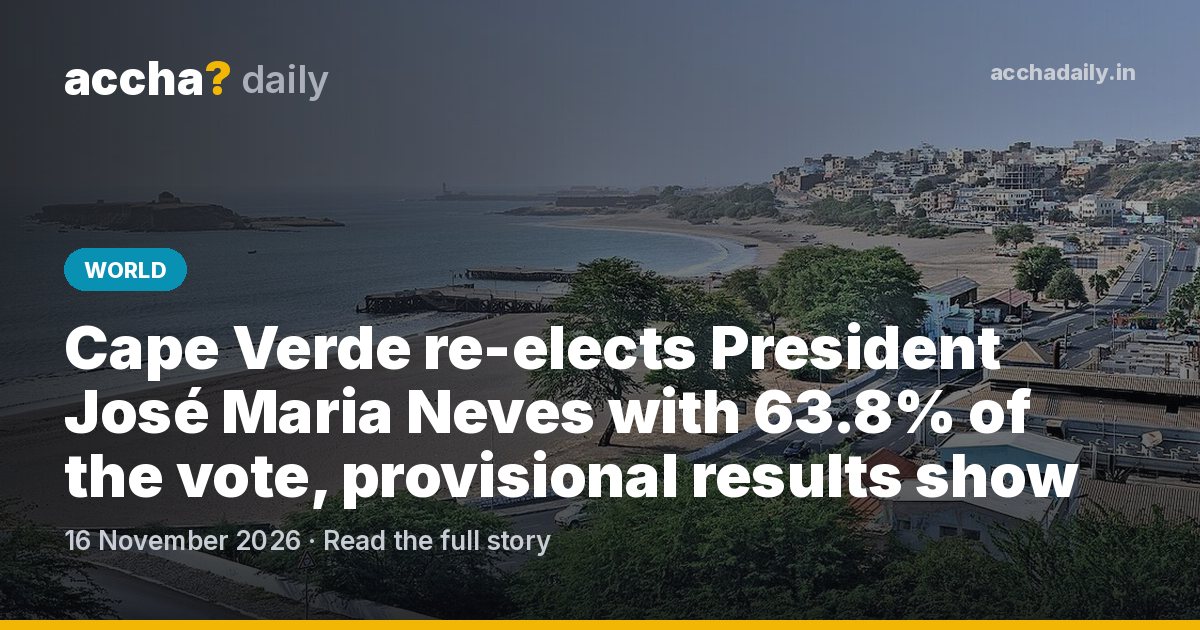 accha? daily
acchadaily.in
WORLD
Cape Verde re-elects President
José Maria Neves with 63.8% of
the vote, provisional results show
16 November 2026 · Read the full story